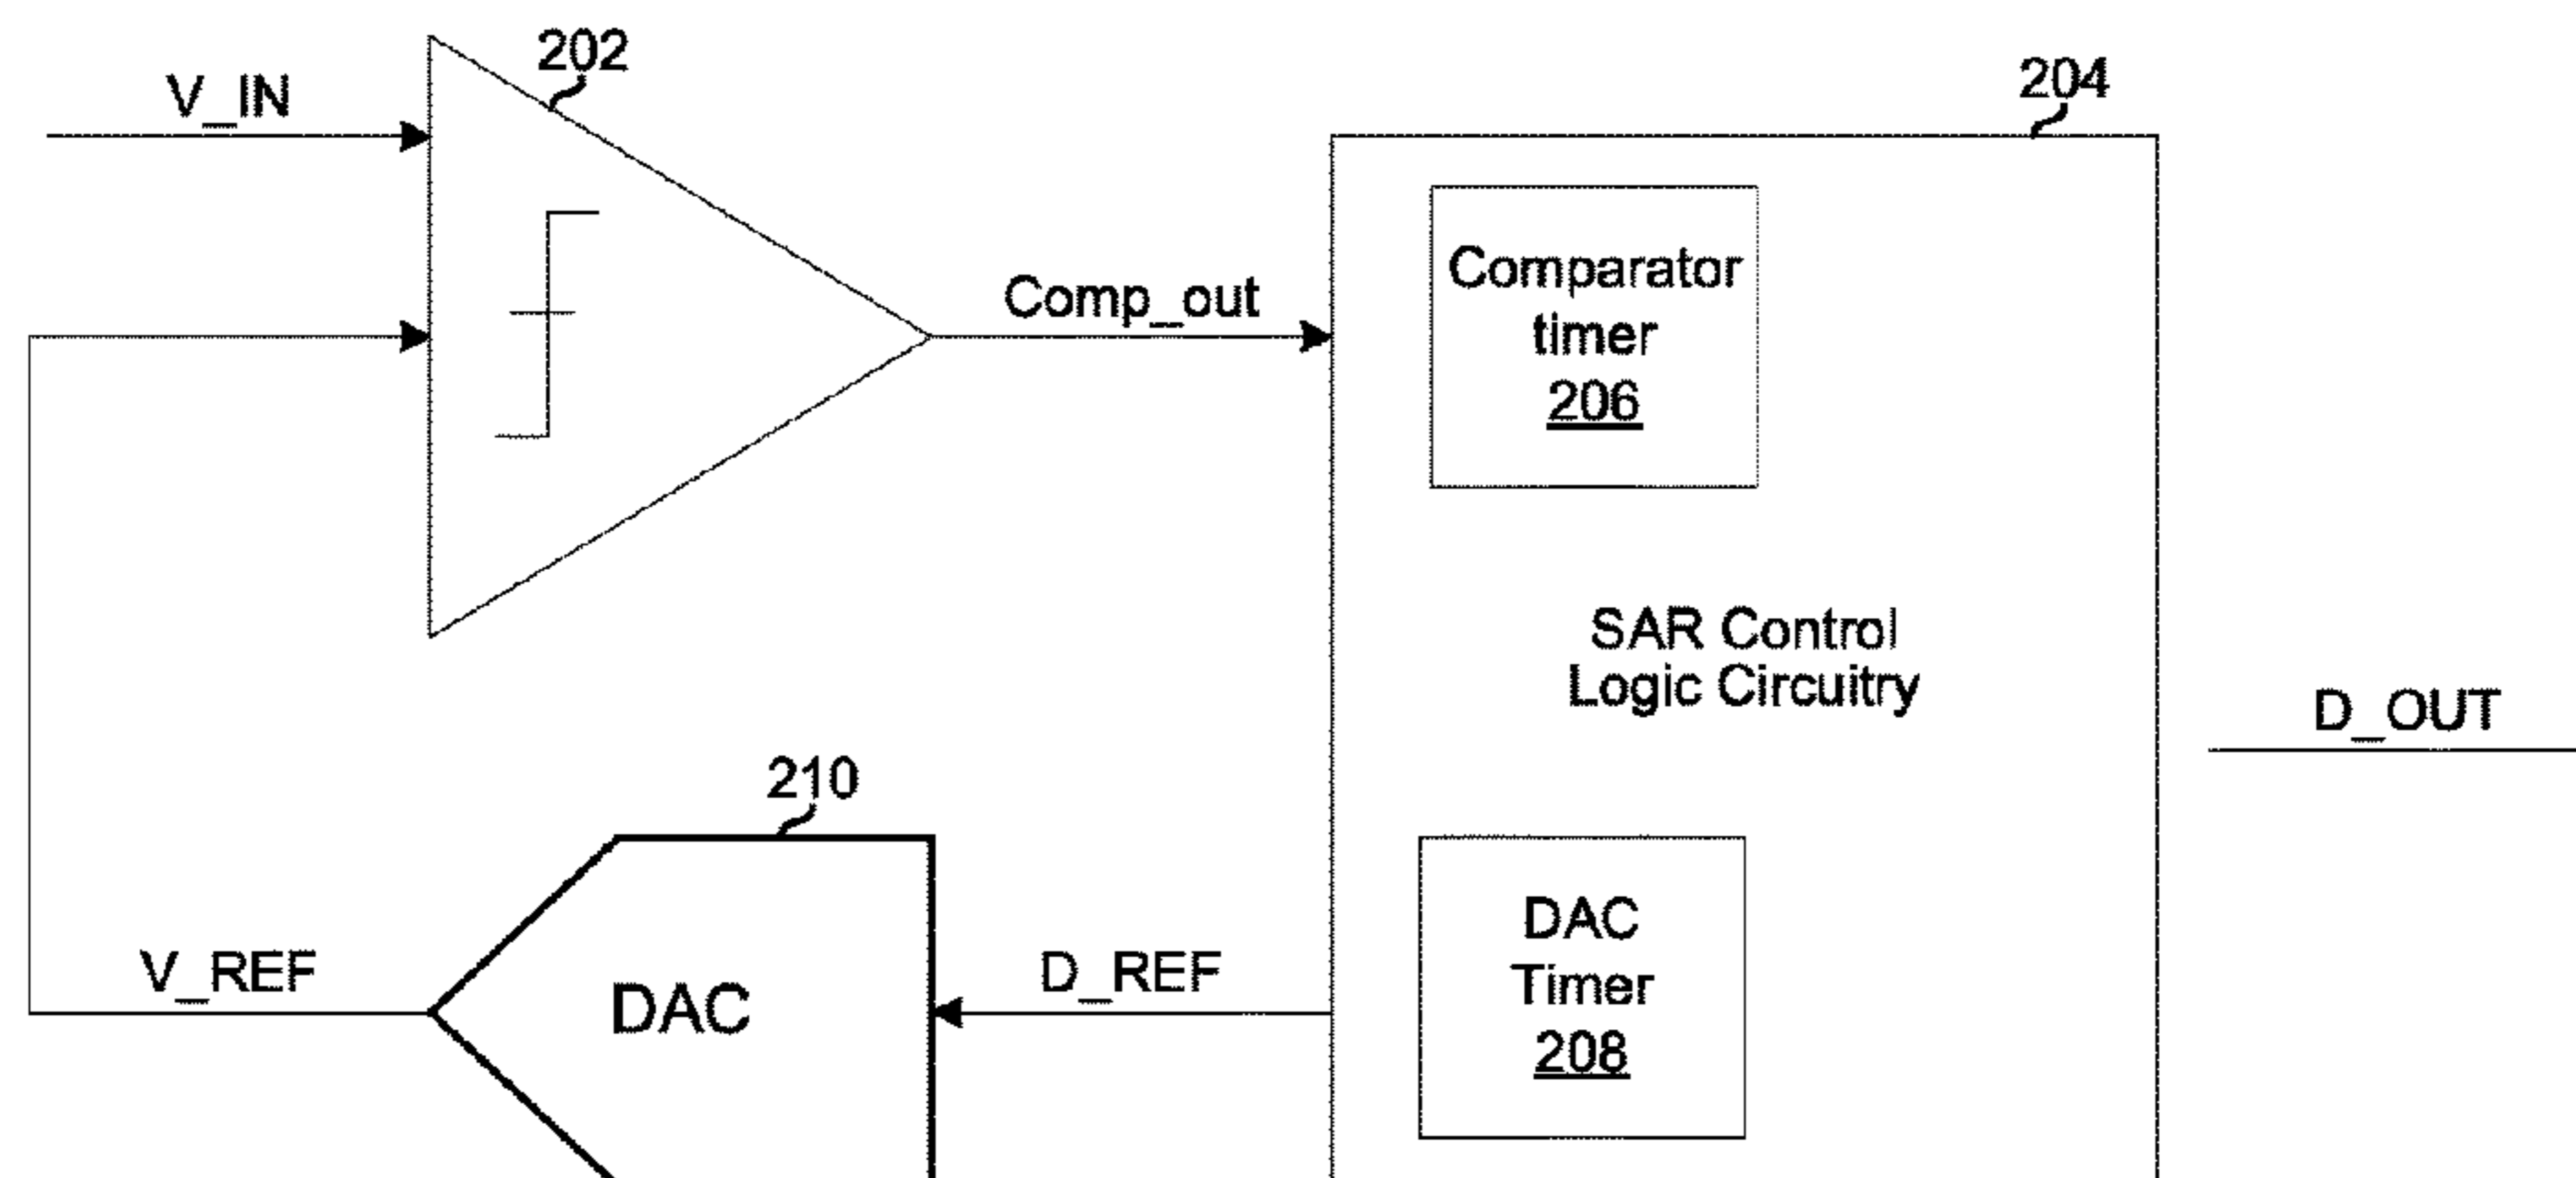 202
204
V_IN
Comparator
timer
206
Comp_out
SAR Control
Logic Circuitry
D_OUT
210
DAC
Timer
208
V_REF
DAC
D_REF